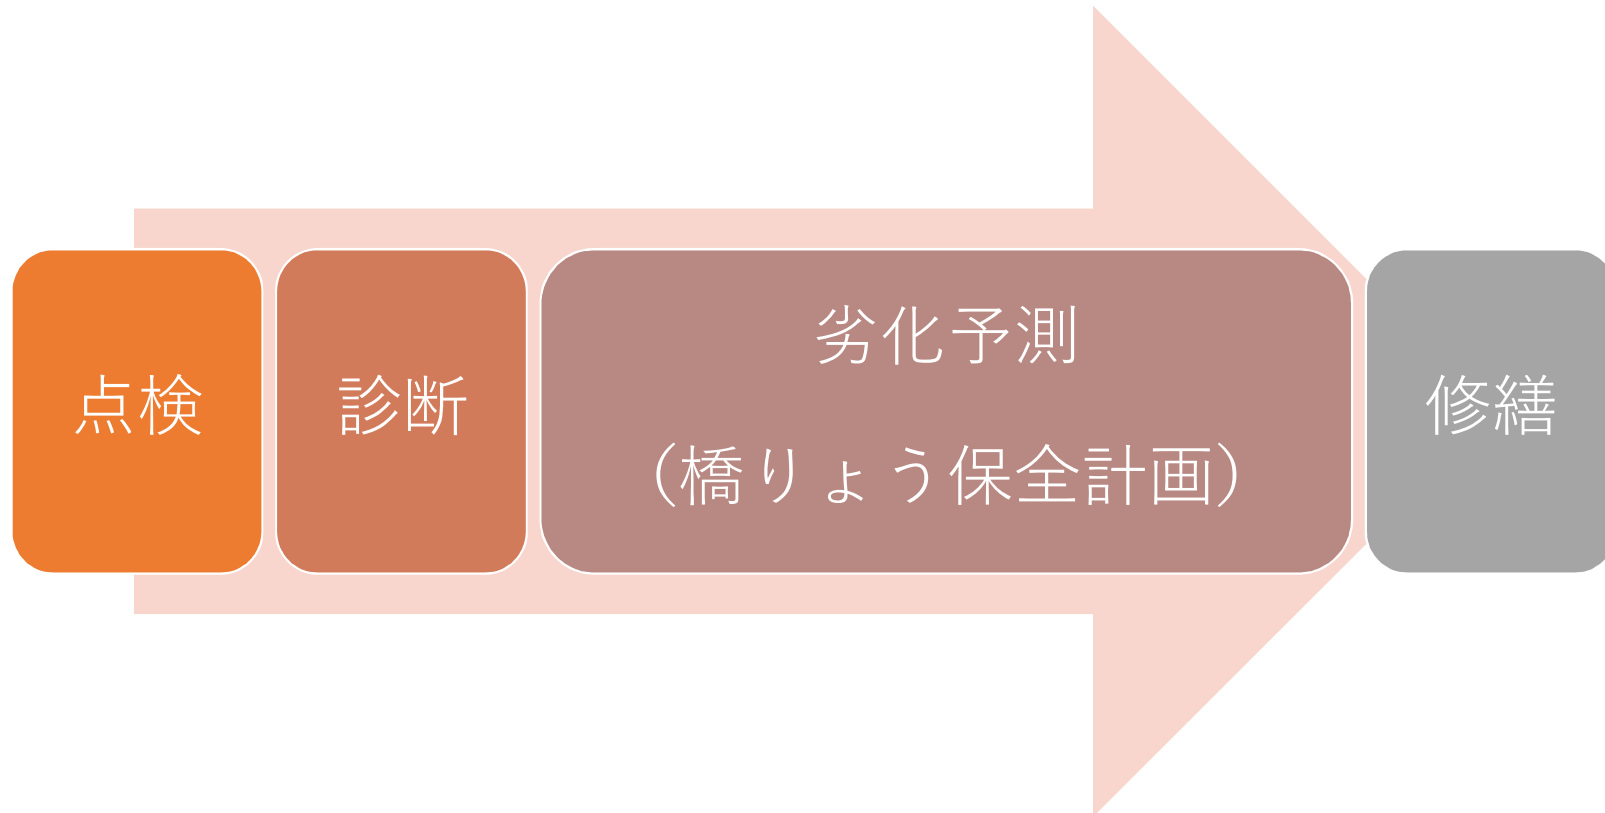 点検
診断
劣化予測
（橋りょう保全計画）
修繕